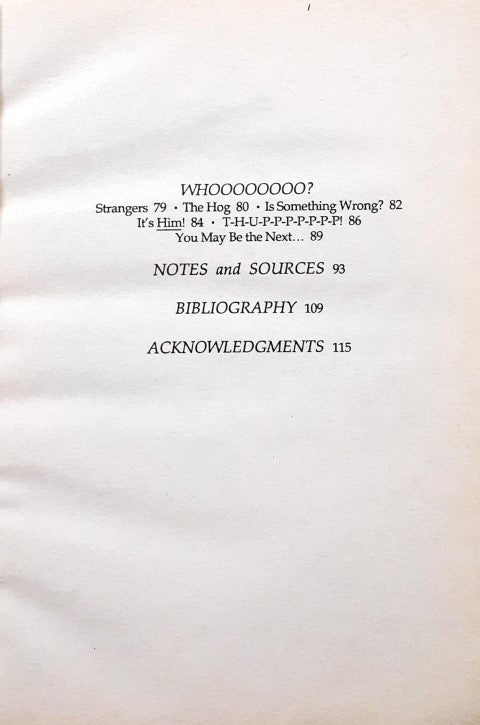 WHOOOOOOOO?
Strangers 79 · The Hog 80 · Is Something Wrong? 82
It's Him! 84 · T-H-U-P-P-P-P-P-P-P! 86
You May Be the Next... 89
NOTES and SOURCES 93
BIBLIOGRAPHY 109
ACKNOWLEDGMENTS 115